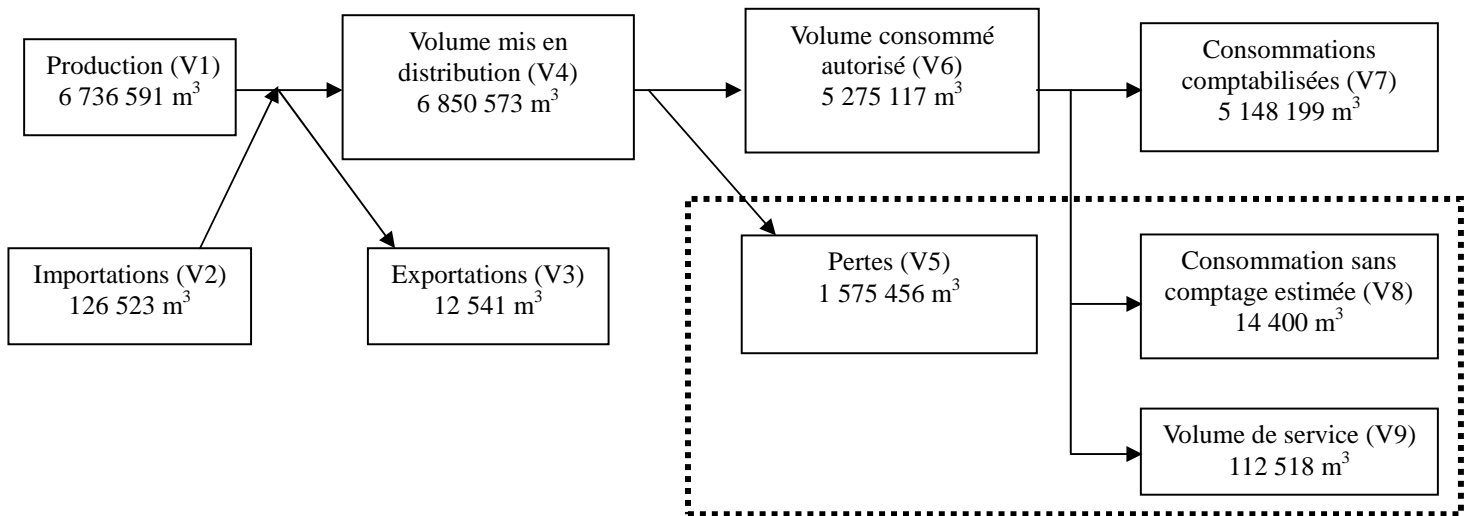 Production (V1)
6 736 591 m³
Volume mis en
distribution (V4)
6 850 573 m³
Volume consommé
autorisé (V6)
5 275 117 m³
Consommations
comptabilisées (V7)
5 148 199 m³
Importations (V2)
126 523 m³
Exportations (V3)
12 541 m³
Pertes (V5)
1 575 456 m³
Consommation sans
comptage estimée (V8)
14 400 m³
Volume de service (V9)
112 518 m³